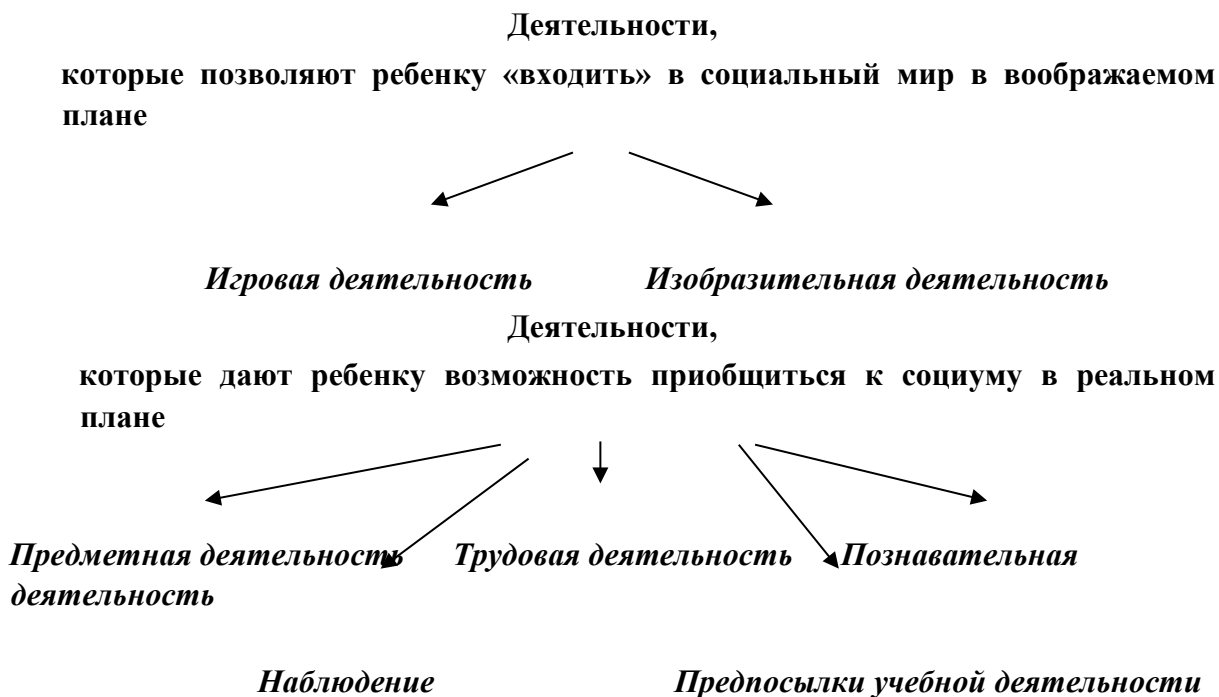 Деятельности,
которые позволяют ребенку «входить» в социальный мир в воображаемом
плане
Игровая деятельность Изобразительная деятельность
Деятельности,
которые дают ребенку возможность приобщиться к социуму в реальном
плане
Предметная деятельность Трудовая деятельность Познавательная
деятельность
Наблюдение Предпосылки учебной деятельности